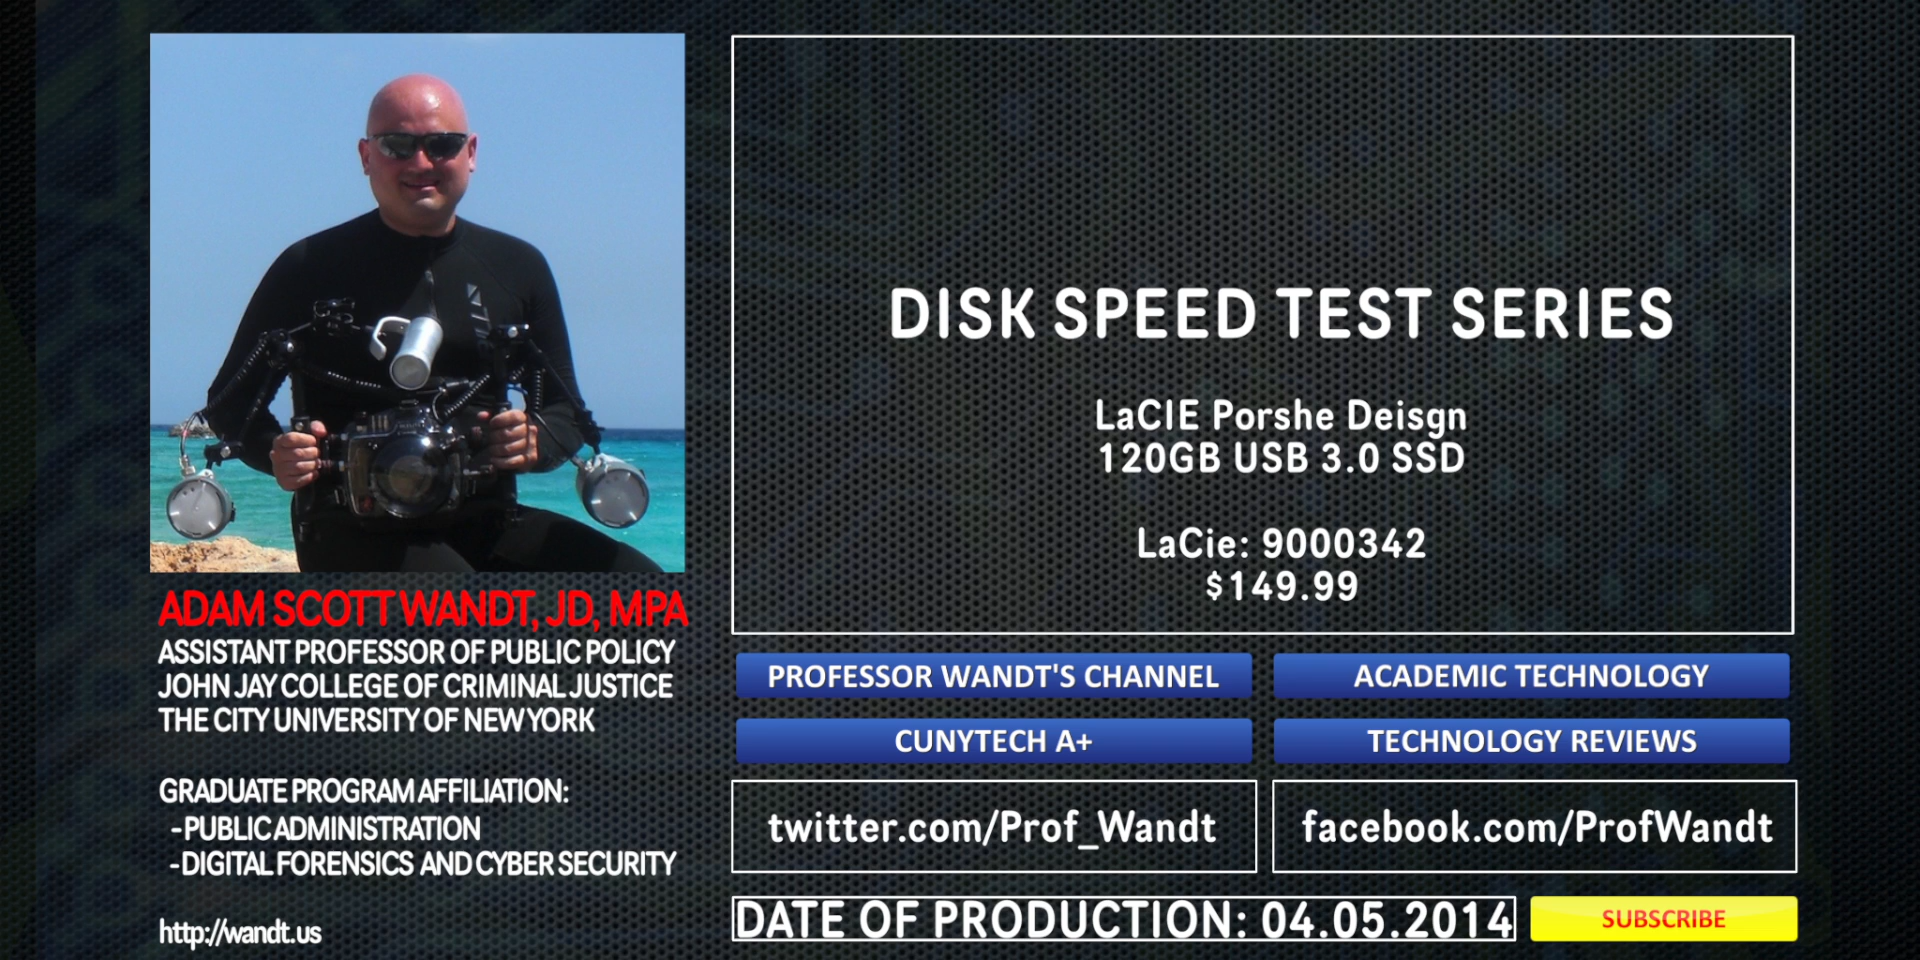 ADAM SCOTT WANDT, JD, MPA
ASSISTANT PROFESSOR OF PUBLIC POLICY
JOHN JAY COLLEGE OF CRIMINAL JUSTICE
THE CITY UNIVERSITY OF NEW YORK
GRADUATE PROGRAM AFFILIATION:
-PUBLIC ADMINISTRATION
-DIGITAL FORENSICS AND CYBER SECURITY
http://wandt.us
DISK SPEED TEST SERIES
LaCIE Porshe Deisgn
120GB USB 3.0 SSD
LaCie: 9000342
$149.99
PROFESSOR WANDT'S CHANNEL
ACADEMIC TECHNOLOGY
CUNYTECH A+
TECHNOLOGY REVIEWS
twitter.com/Prof_Wandt
facebook.com/ProfWandt
DATE OF PRODUCTION: 04.05.2014
SUBSCRIBE